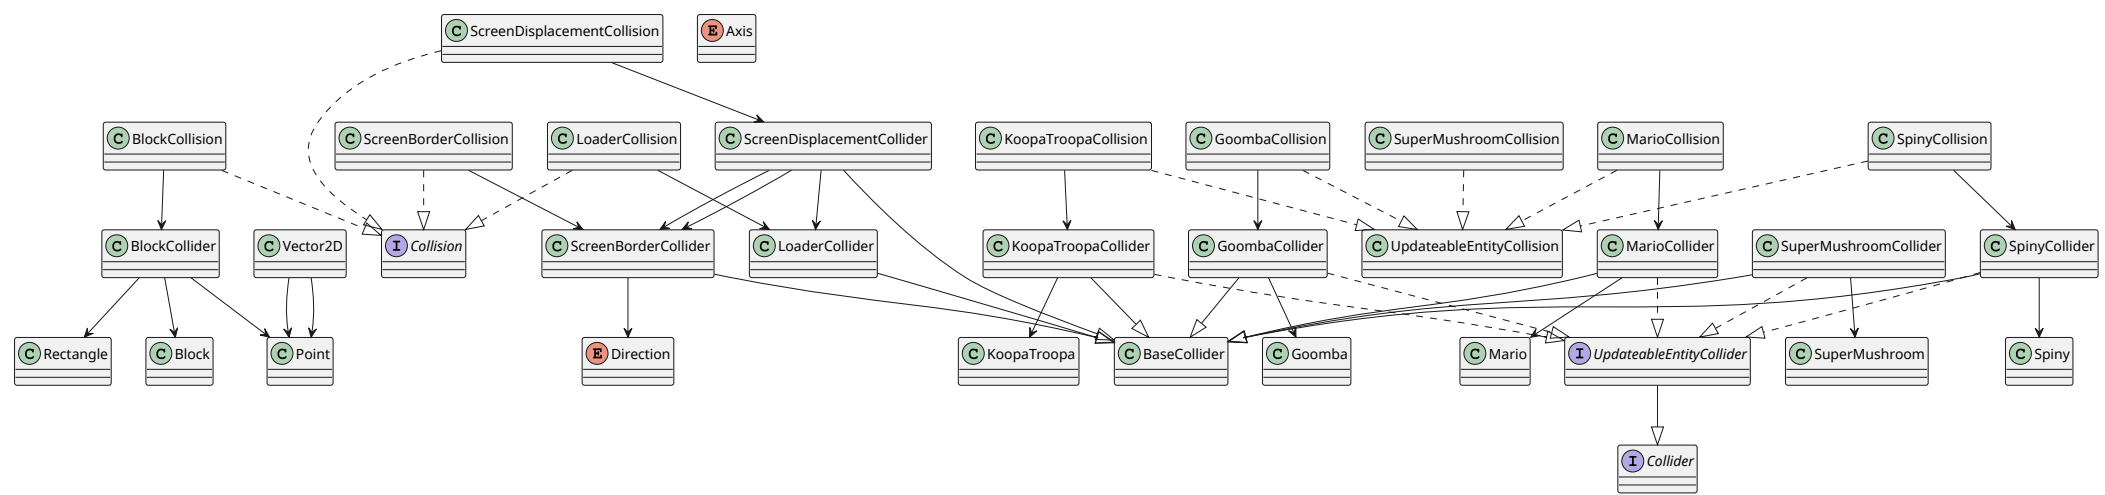 C ScreenDisplacementCollision
E Axis
C BlockCollision
C ScreenBorderCollision
C LoaderCollision
C ScreenDisplacementCollider
C KoopaTroopaCollision
C GoombaCollision
C SuperMushroomCollision
C MarioCollision
C SpinyCollision
C BlockCollider
C Vector2D
I Collision
C ScreenBorderCollider
C LoaderCollider
C KoopaTroopaCollider
C GoombaCollider
C UpdateableEntityCollision
C MarioCollider
C SuperMushroomCollider
C SpinyCollider
C Rectangle
C Block
C Point
E Direction
C KoopaTroopa
C BaseCollider
C Goomba
C Mario
I UpdateableEntityCollider
C SuperMushroom
C Spiny
I Collider